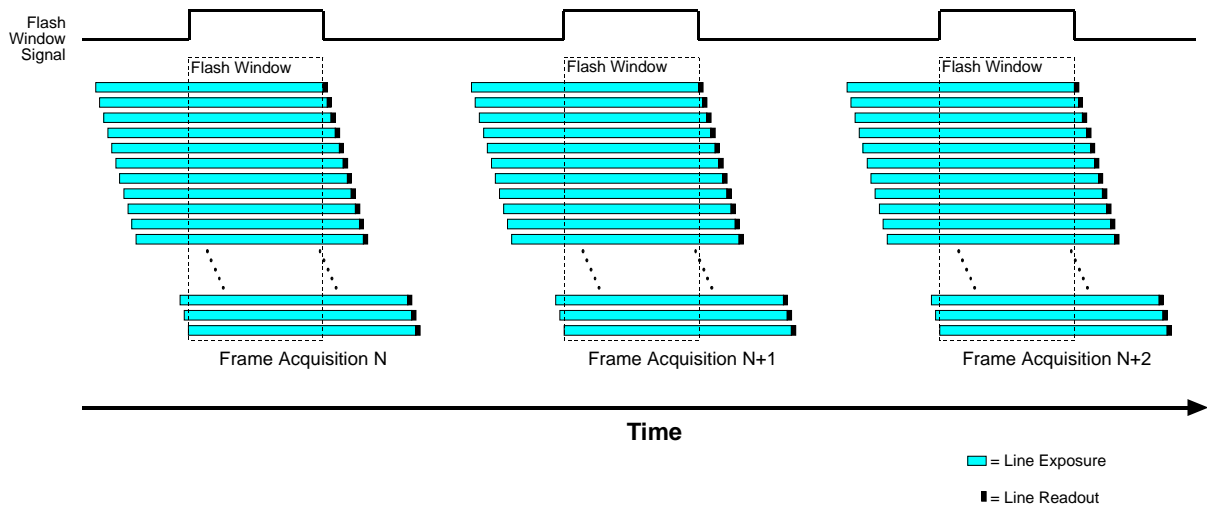 Flash
Window
Signal
Flash Window
Flash Window
Flash Window
Frame Acquisition N
Frame Acquisition N+1
Frame Acquisition N+2
Time
= Line Exposure
= Line Readout